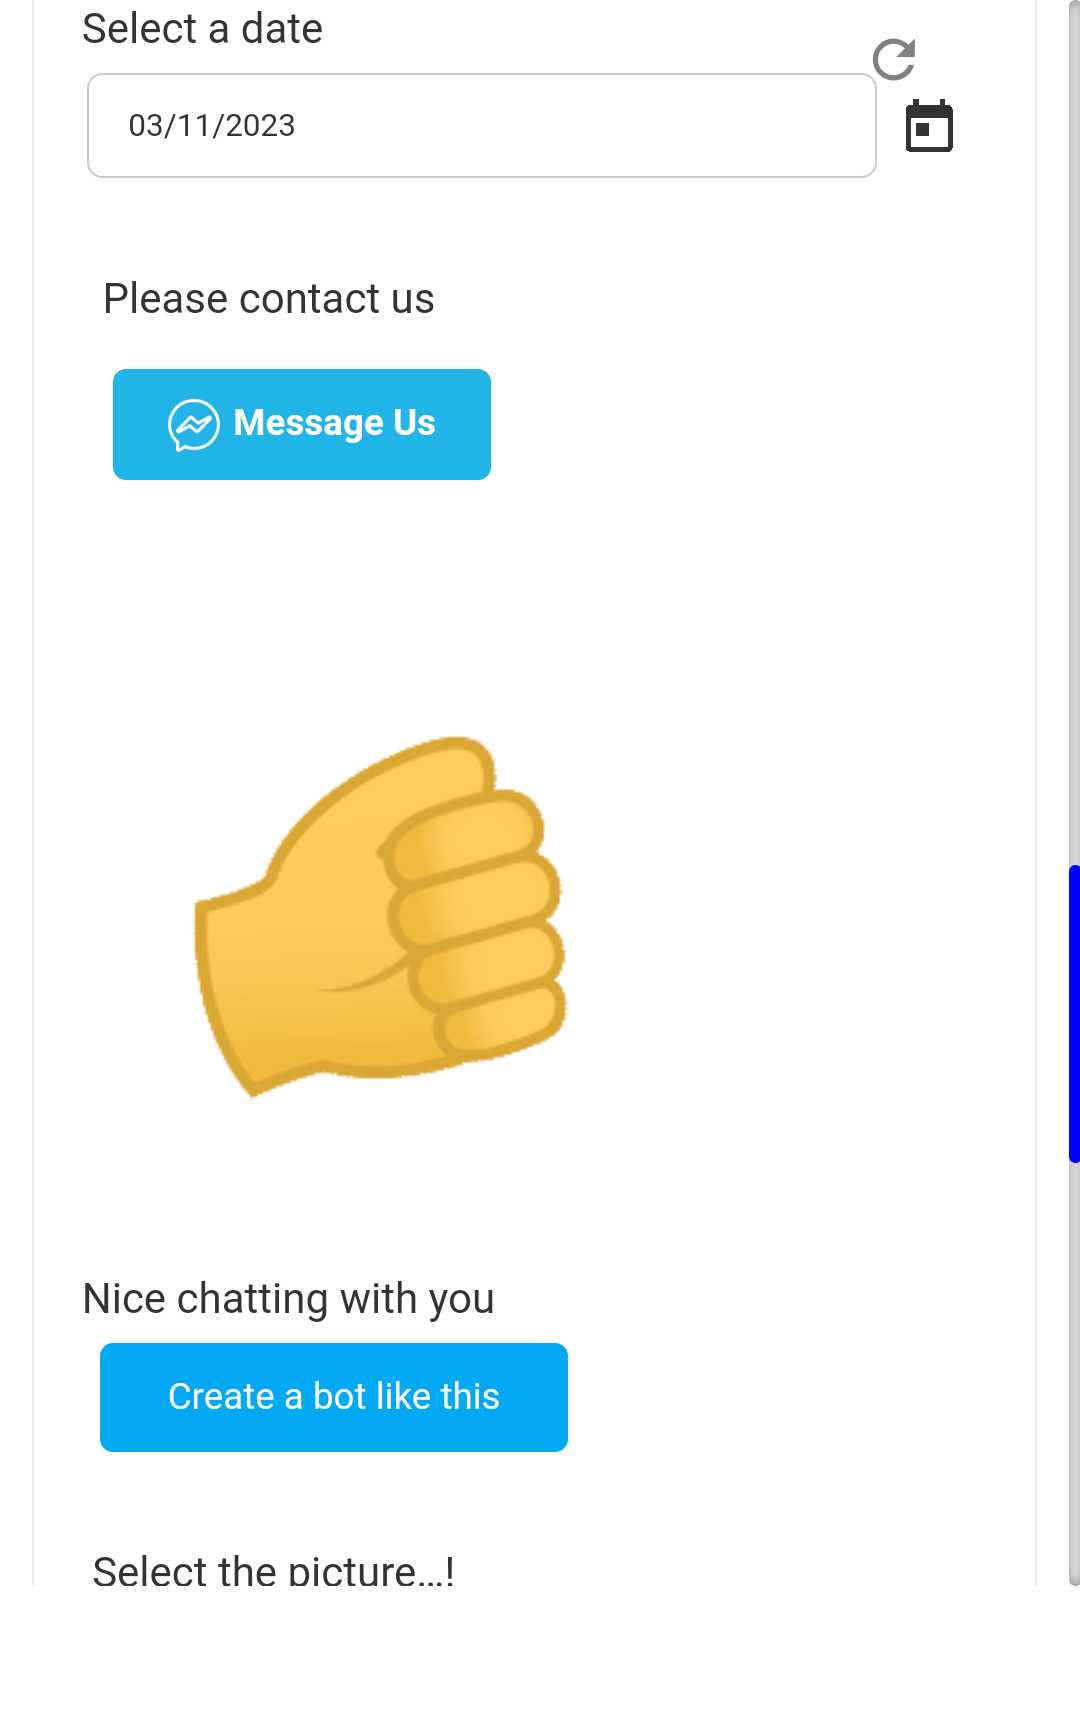 Select a date
03/11/2023
Please contact us
Message Us
Nice chatting with you
Create a bot like this
Select the picture...!